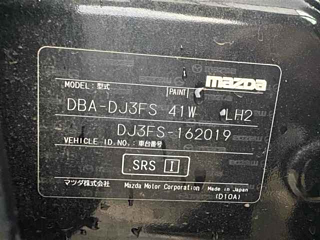 mazda
MODEL: 型式 PAINT
DBA-DJ3FS 41W LH2
DJ3FS-162019
VEHICLE ID.NO.: 車台番号
SRS I
マツダ株式会社 Mazda Motor Corporation Made in Japan
(D10A)